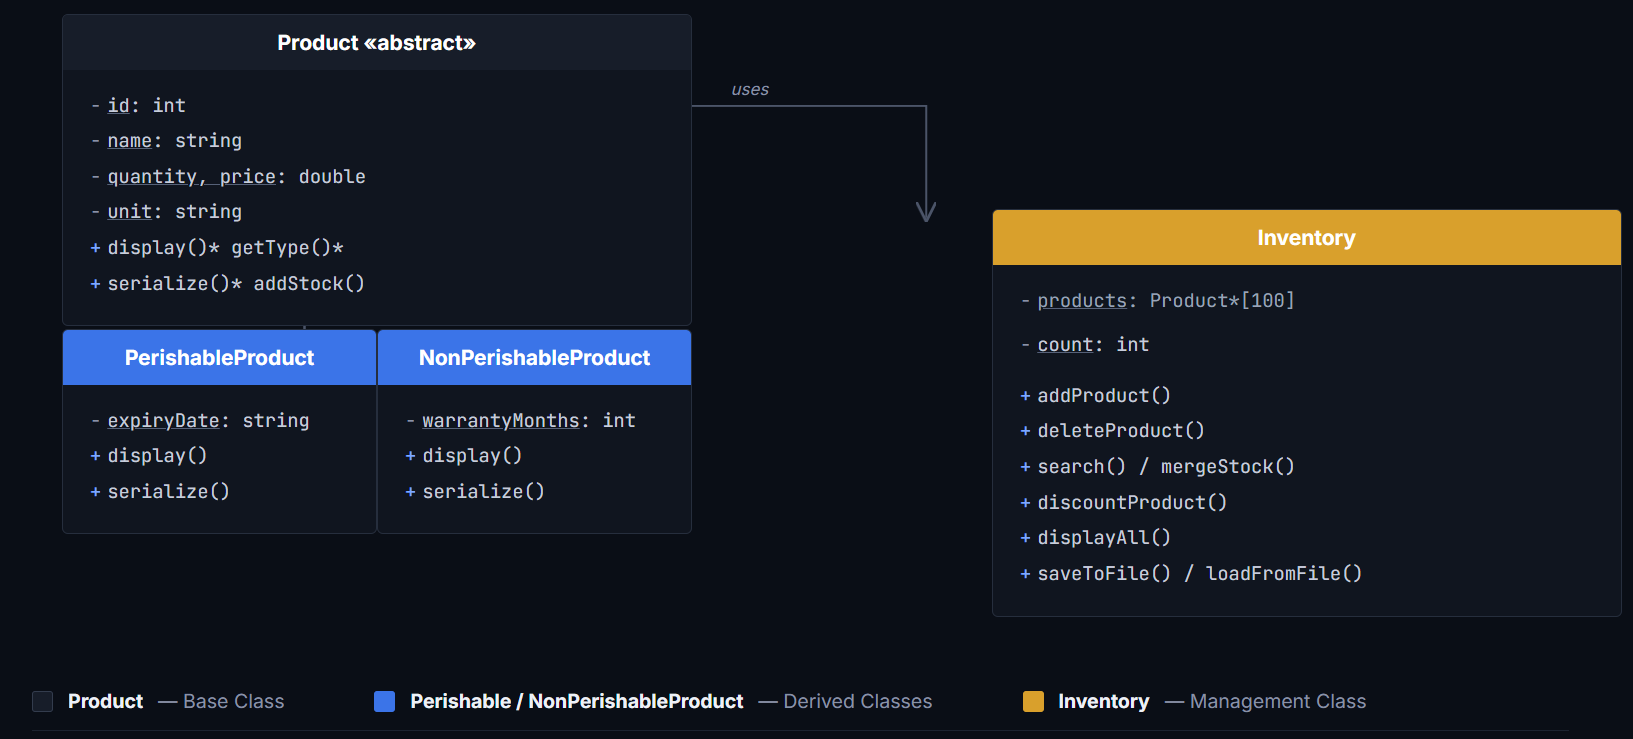 Product «abstract»
- id: int
- name: string
- quantity, price: double
- unit: string
+ display()* getType()*
+ serialize()* addStock()
uses
PerishableProduct
- expiryDate: string
+ display()
+ serialize()
NonPerishableProduct
- warrantyMonths: int
+ display()
+ serialize()
Inventory
- products: Product*[100]
- count: int
+ addProduct()
+ deleteProduct()
+ search() / mergeStock()
+ discountProduct()
+ displayAll()
+ saveToFile() / loadFromFile()
Product — Base Class
Perishable / NonPerishableProduct — Derived Classes
Inventory — Management Class